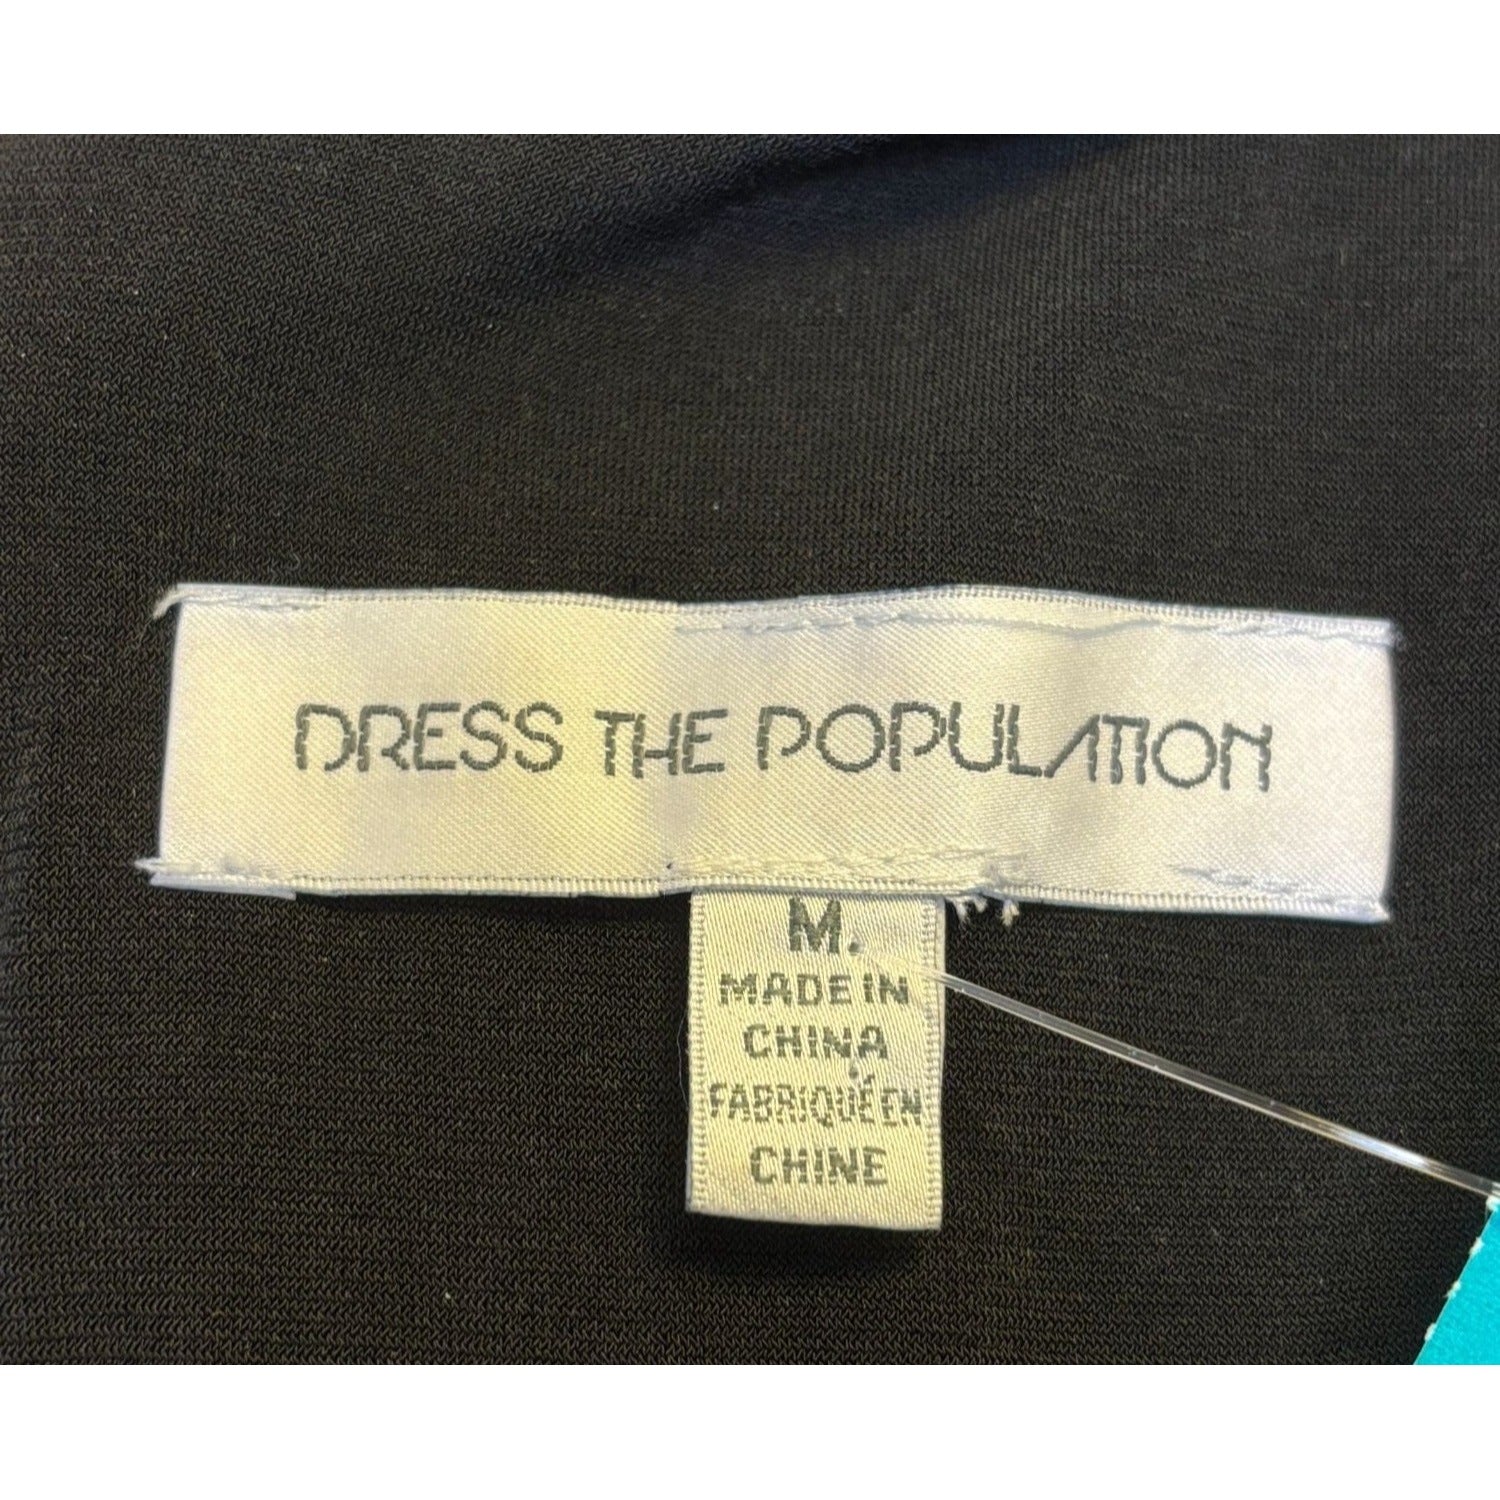 DRESS THE POPULATION
M.
MADE IN
CHINA
FABRIQUÉ EN
CHINE